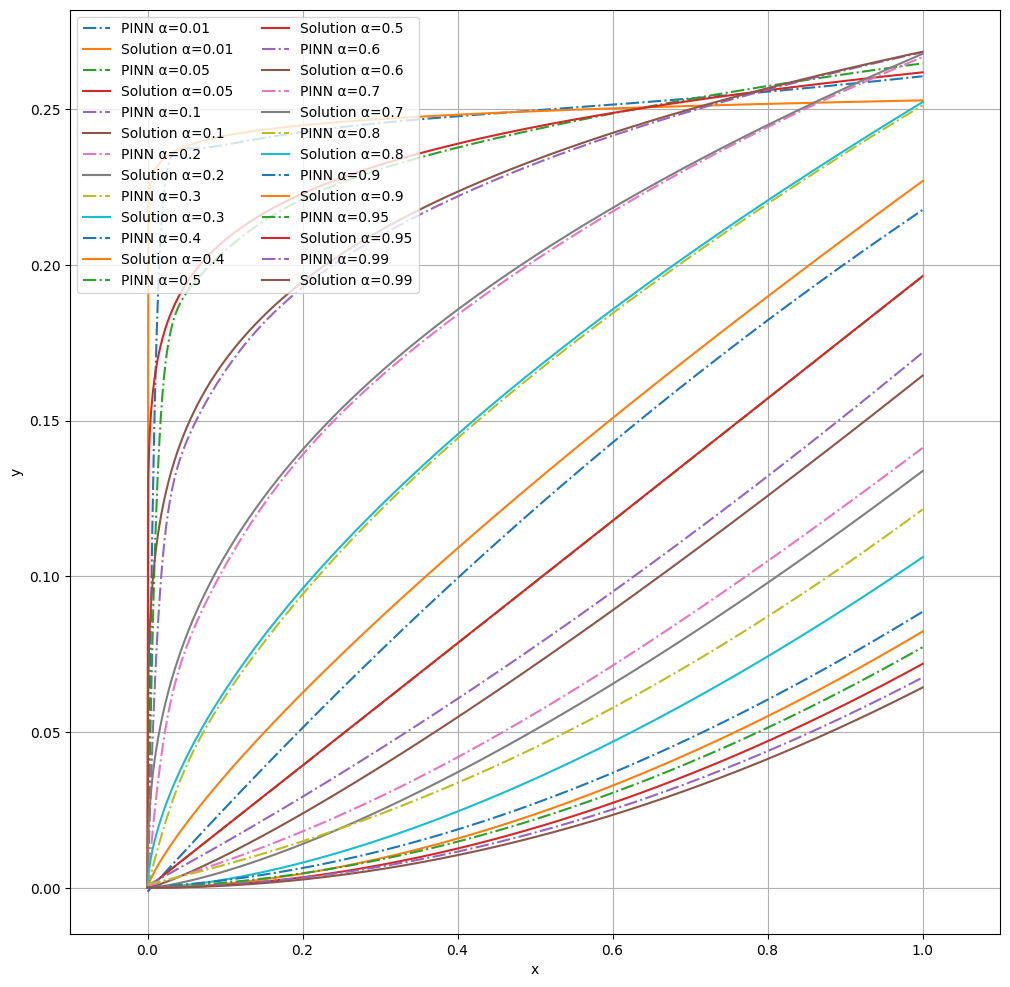 PINN α=0.01
Solution α=0.01
PINN α=0.05
Solution α=0.05
PINN α=0.1
Solution α=0.1
PINN α=0.2
Solution α=0.2
PINN α=0.3
Solution α=0.3
PINN α=0.4
Solution α=0.4
PINN α=0.5
Solution α=0.5
PINN α=0.6
Solution α=0.6
PINN α=0.7
Solution α=0.7
PINN α=0.8
Solution α=0.8
PINN α=0.9
Solution α=0.9
PINN α=0.95
Solution α=0.95
PINN α=0.99
Solution α=0.99
0.25
0.20
0.15
0.10
0.05
0.00
y
0.0
0.2
0.4
0.6
0.8
1.0
x